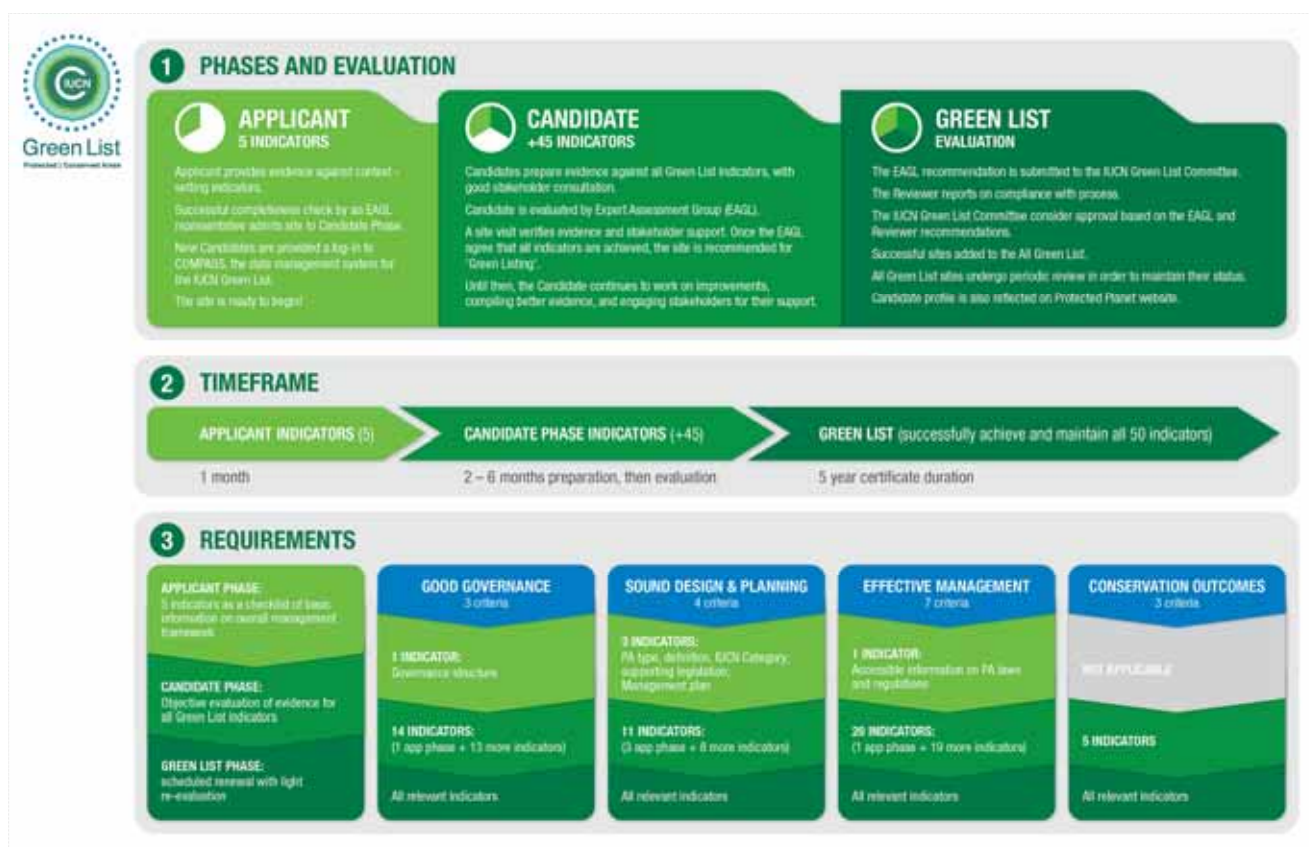 IUCN
Green List
Protected & Conserved Areas
1 PHASES AND EVALUATION
APPLICANT
5 INDICATORS
Applicant provides evidence against context -
setting indicators.
Successful completeness check by an EAGL
representative admits site to Candidate Phase.
New Candidates are provided a log-in to
COMPASS, the data management system for
the IUCN Green List.
The site is ready to begin!
CANDIDATE
+45 INDICATORS
Candidates prepare evidence against all Green List indicators, with
good stakeholder consultation.
Candidate is evaluated by Expert Assessment Group (EAGL).
A site visit verifies evidence and stakeholder support. Once the EAGL
agree that all indicators are achieved, the site is recommended for
"Green Listing".
Until then, the Candidate continues to work on improvements,
compiling better evidence, and engaging stakeholders for their support.
GREEN LIST
EVALUATION
The EAGL recommendation is submitted to the IUCN Green List Committee.
The Reviewer reports on compliance with process.
The IUCN Green List Committee consider approval based on the EAGL and
Reviewer recommendations.
Successful sites added to the All Green List.
All Green List sites undergo periodic review in order to maintain their status.
Candidate profile is also reflected on Protected Planet website.
2 TIMEFRAME
APPLICANT INDICATORS (5)
CANDIDATE PHASE INDICATORS (+45)
GREEN LIST (successfully achieve and maintain all 50 indicators)
1 month
2 – 6 months preparation, then evaluation
5 year certificate duration
3 REQUIREMENTS
APPLICANT PHASE:
5 indicators as a checklist of basic
information on overall management
framework
CANDIDATE PHASE:
Objective evaluation of evidence for
all Green List indicators
GREEN LIST PHASE:
scheduled renewal with light
re-evaluation
GOOD GOVERNANCE
3 criteria
1 INDICATOR:
Governance structure
14 INDICATORS:
(1 app phase + 13 more indicators)
All relevant indicators
SOUND DESIGN & PLANNING
4 criteria
3 INDICATORS:
PA type, definition, IUCN Category;
supporting legislation;
Management plan
11 INDICATORS:
(3 app phase + 8 more indicators)
All relevant indicators
EFFECTIVE MANAGEMENT
7 criteria
1 INDICATOR:
Accessible information on PA laws
and regulations
20 INDICATORS:
(1 app phase + 19 more indicators)
All relevant indicators
CONSERVATION OUTCOMES
3 criteria
NOT APPLICABLE
5 INDICATORS
All relevant indicators